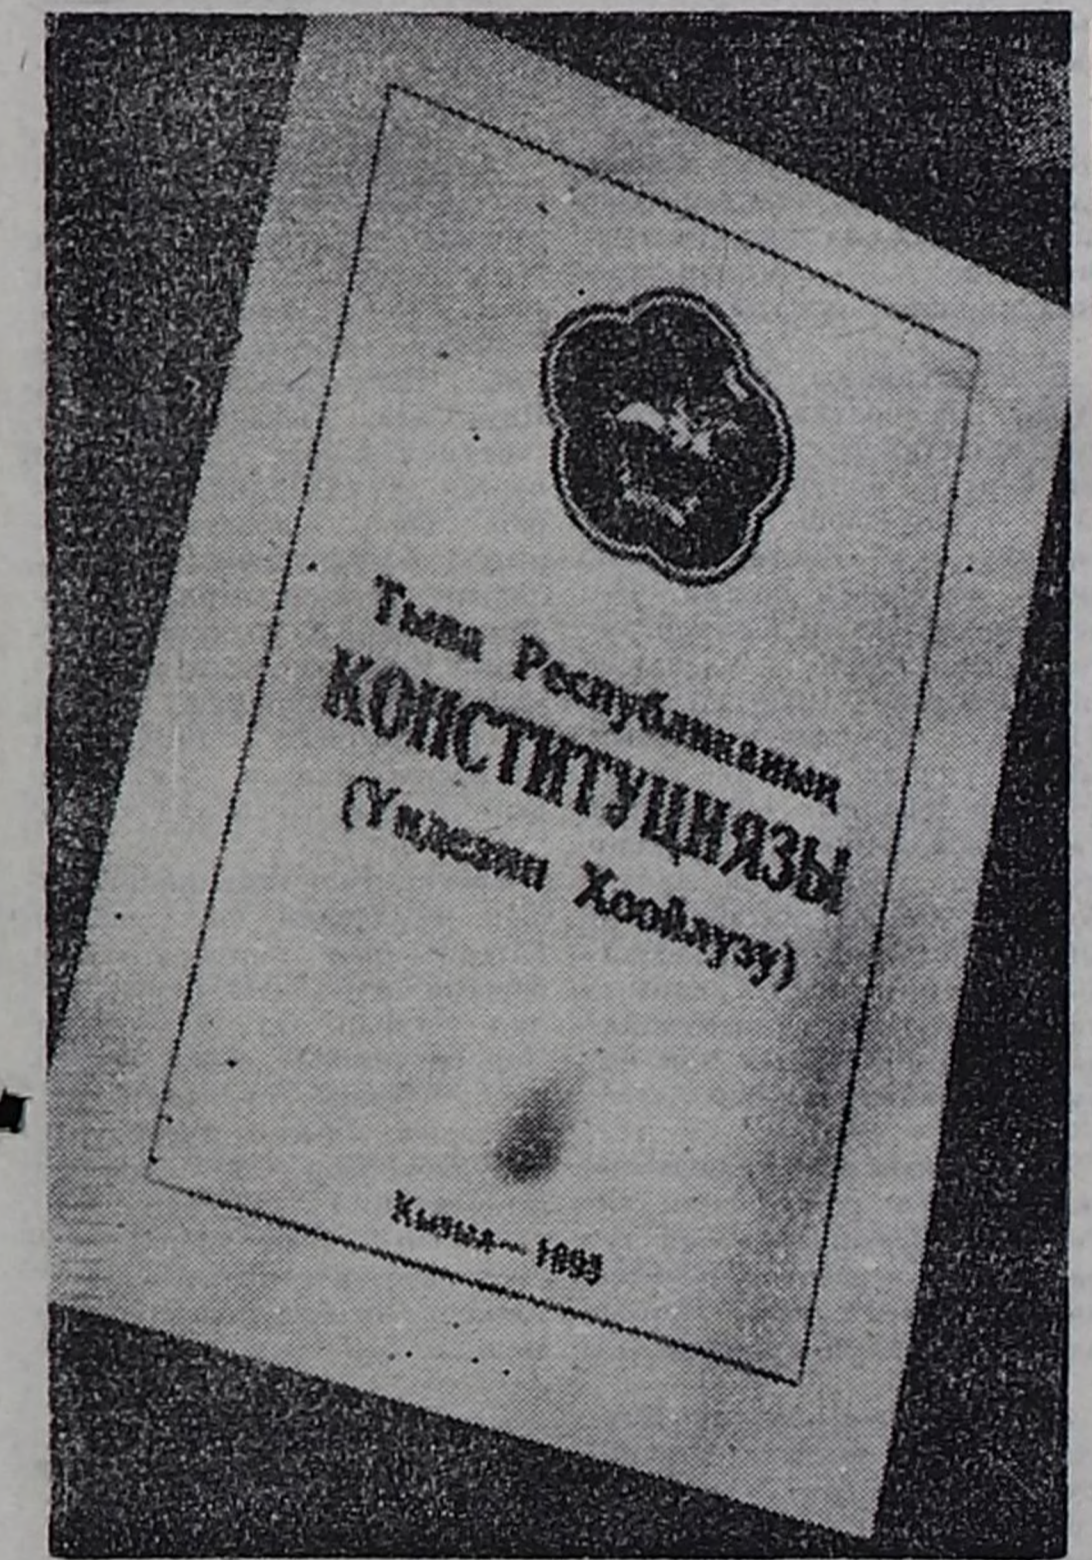 Тыва Республиканың
КОНСТИТУЦИЯЗЫ
(Үндезин Хоойлузу)
Кызыл—1993